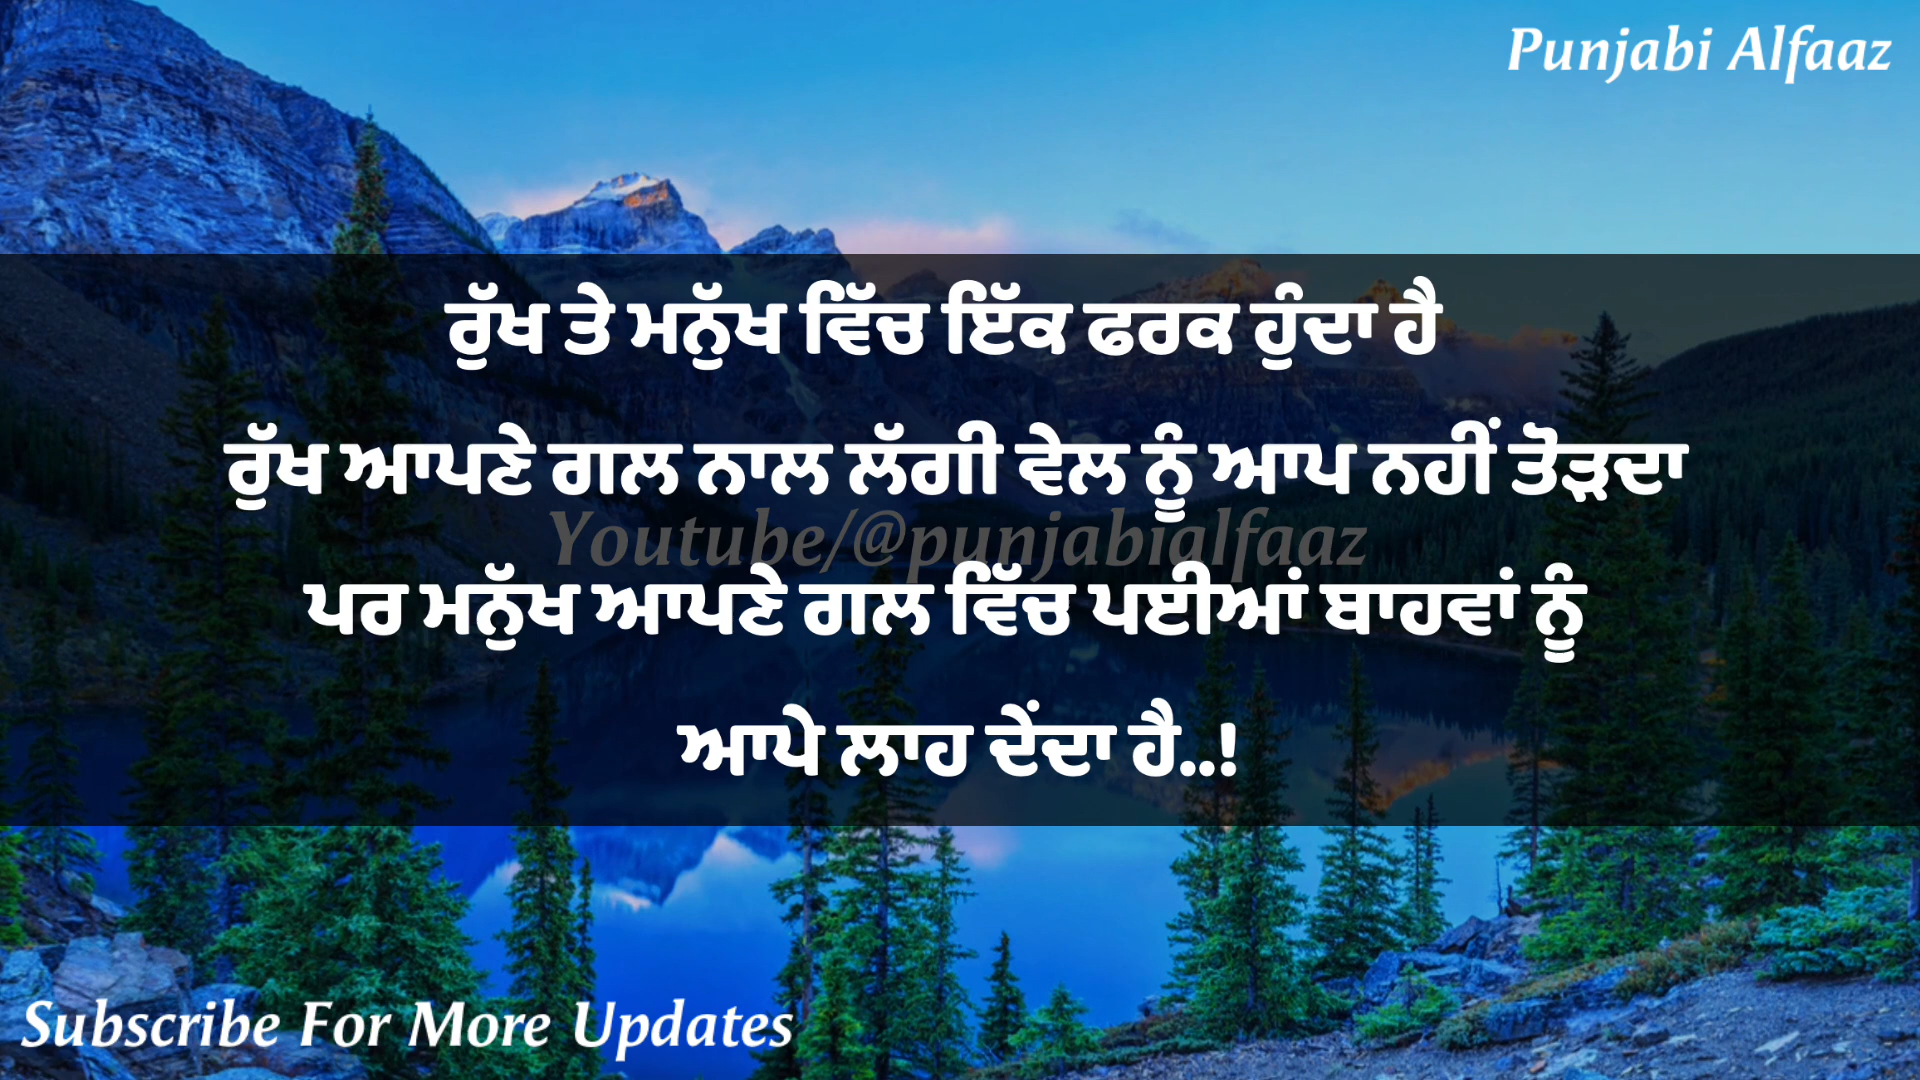 Punjabi Alfaaz
ਰੁੱਖ ਤੇ ਮਨੁੱਖ ਵਿੱਚ ਇੱਕ ਫਰਕ ਹੁੰਦਾ ਹੈ
ਰੁੱਖ ਆਪਣੇ ਗਲ ਨਾਲ ਲੱਗੀ ਵੇਲ ਨੂੰ ਆਪ ਨਹੀਂ ਤੋੜਦਾ
Youtube/@punjabialfaaz
ਪਰ ਮਨੁੱਖ ਆਪਣੇ ਗਲ ਵਿੱਚ ਪਈਆਂ ਬਾਹਵਾਂ ਨੂੰ
ਆਪੇ ਲਾਹ ਦੇਂਦਾ ਹੈ..!
Subscribe For More Updates